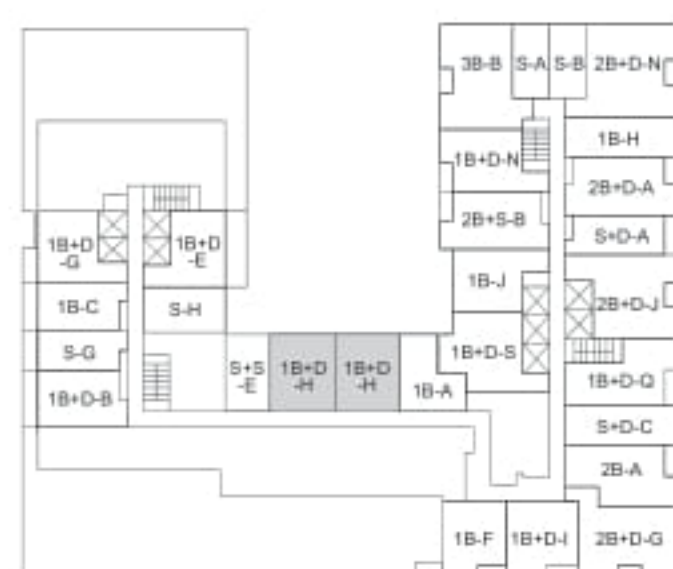 3B-B
S-A
S-B
2B+D-N
1B-H
1B+D-N
2B+D-A
2B+S-B
S+D-A
1B+D
-G
1B+D
-E
1B-J
2B+D-J
1B-C
S-H
S-G
1B+D-B
S+S
-E
1B+D
-H
1B+D
-H
1B-A
1B+D-S
1B+D-Q
S+D-C
2B-A
1B-F
1B+D-I
2B+D-G